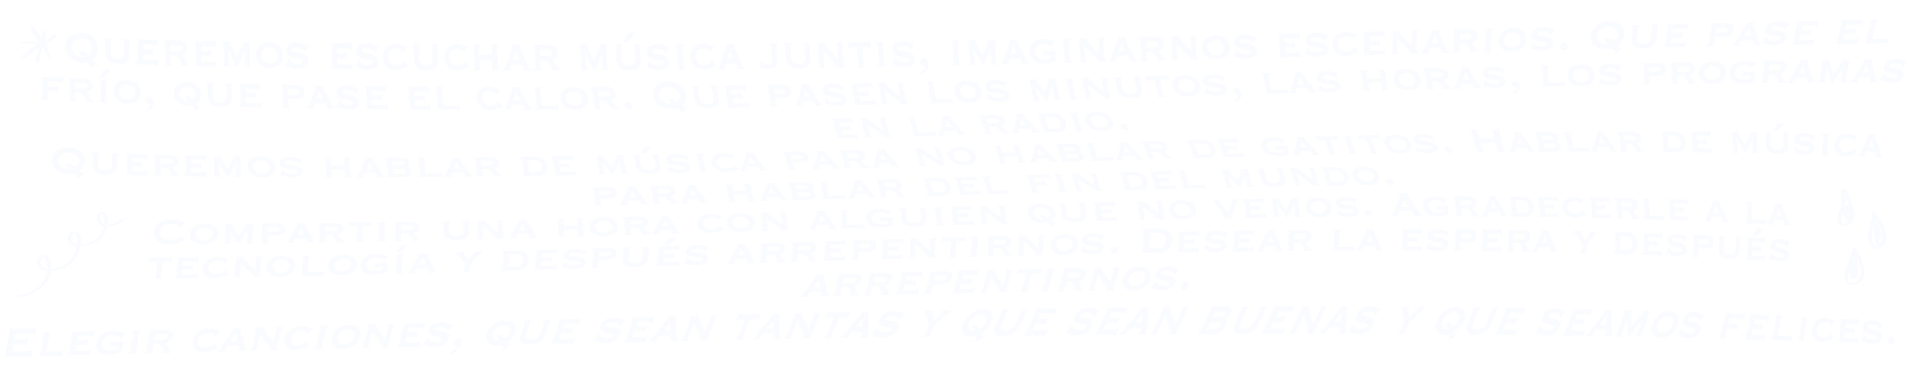 Queremos escuchar música juntis, imaginarnos escenarios. Que pase el
frío, que pase el calor. Que pasen los minutos, las horas, los programas
en la radio.
Queremos hablar de música para no hablar de gatitos. Hablar de música
para hablar del fin del mundo.
Compartir una hora con alguien que no vemos. Agradecerle a la
tecnología y después arrepentirnos. Desear la espera y después
arrepentirnos.
Elegir canciones, que sean tantas y que sean buenas y que seamos felices.